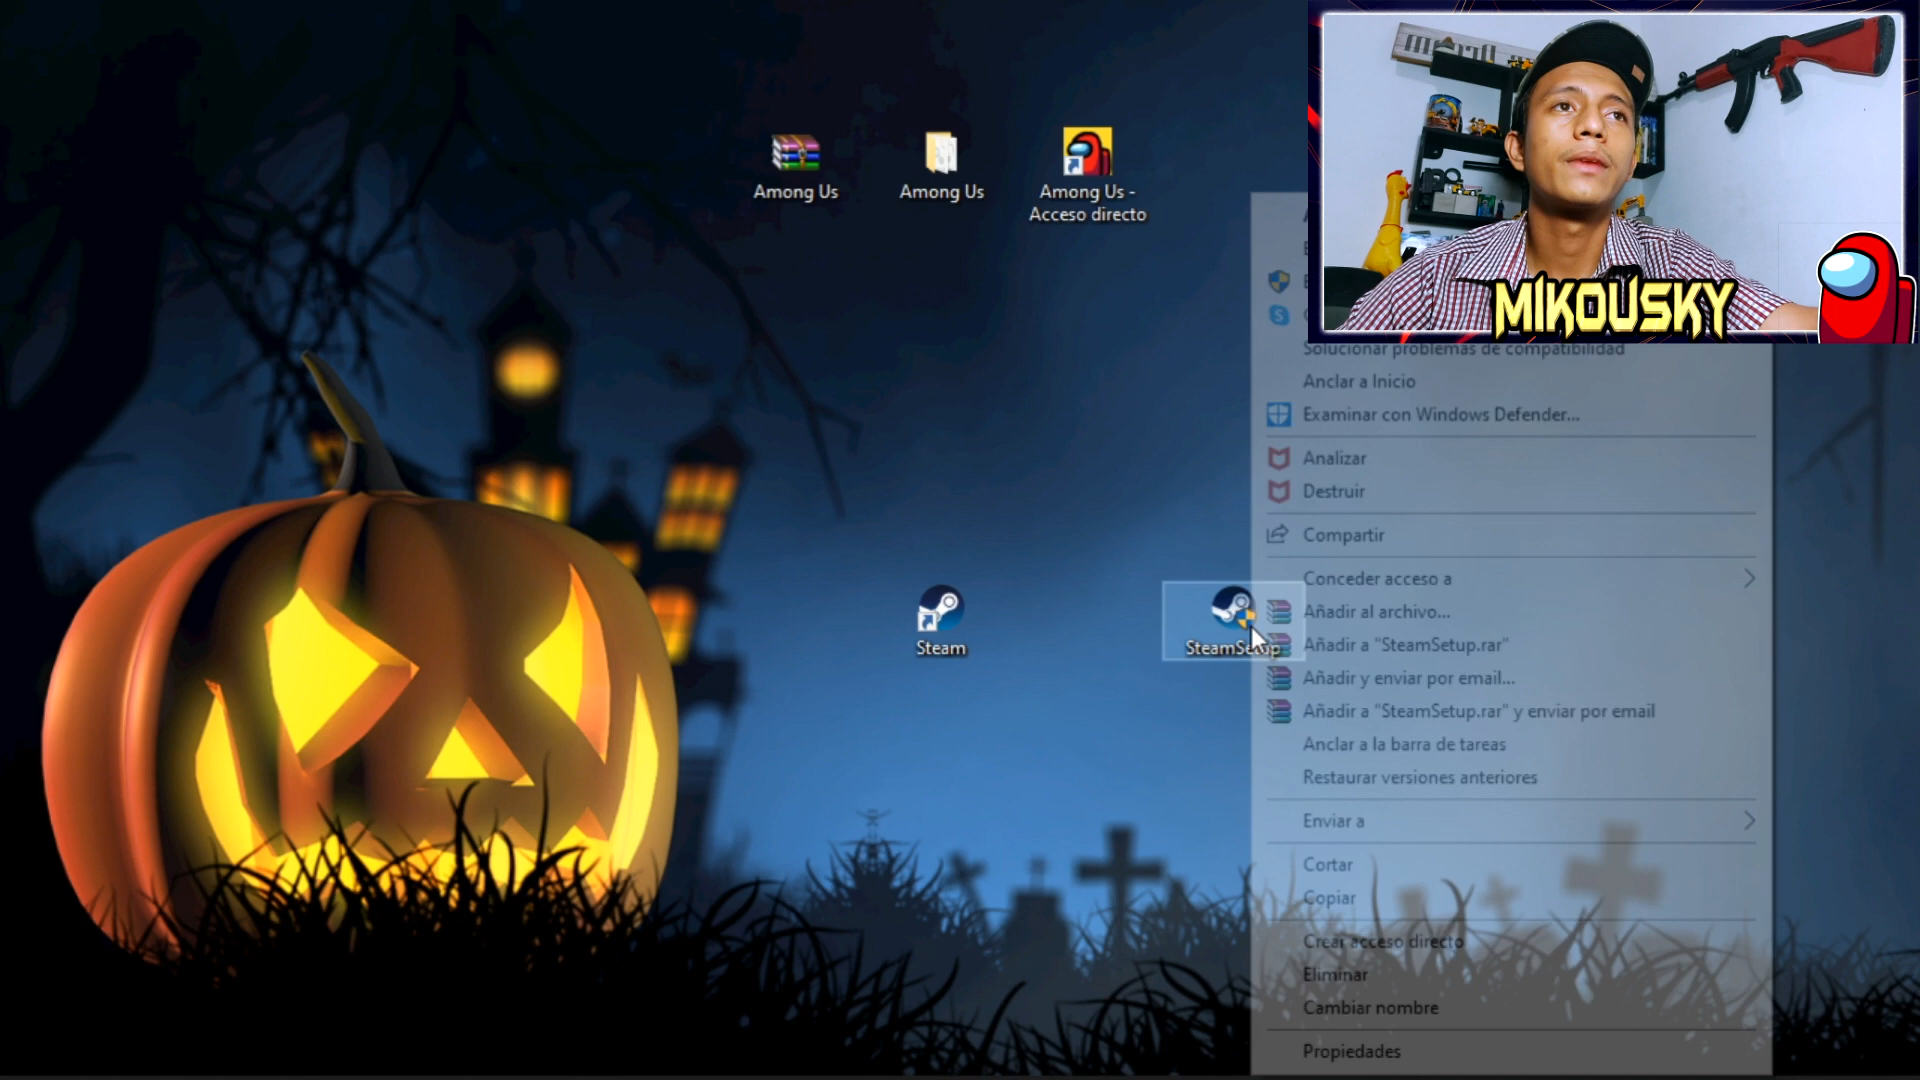 Among Us
Among Us
Among Us -
Acceso directo
MIKOUSKY
Solucionar problemas de compatibilidad
Anclar a Inicio
Examinar con Windows Defender...
Analizar
Destruir
Compartir
Conceder acceso a
Añadir al archivo...
Añadir a "SteamSetup.rar"
Añadir y enviar por email...
Añadir a "SteamSetup.rar" y enviar por email
Anclar a la barra de tareas
Restaurar versiones anteriores
Enviar a
Cortar
Copiar
Crear acceso directo
Eliminar
Cambiar nombre
Propiedades
Steam
SteamSetup